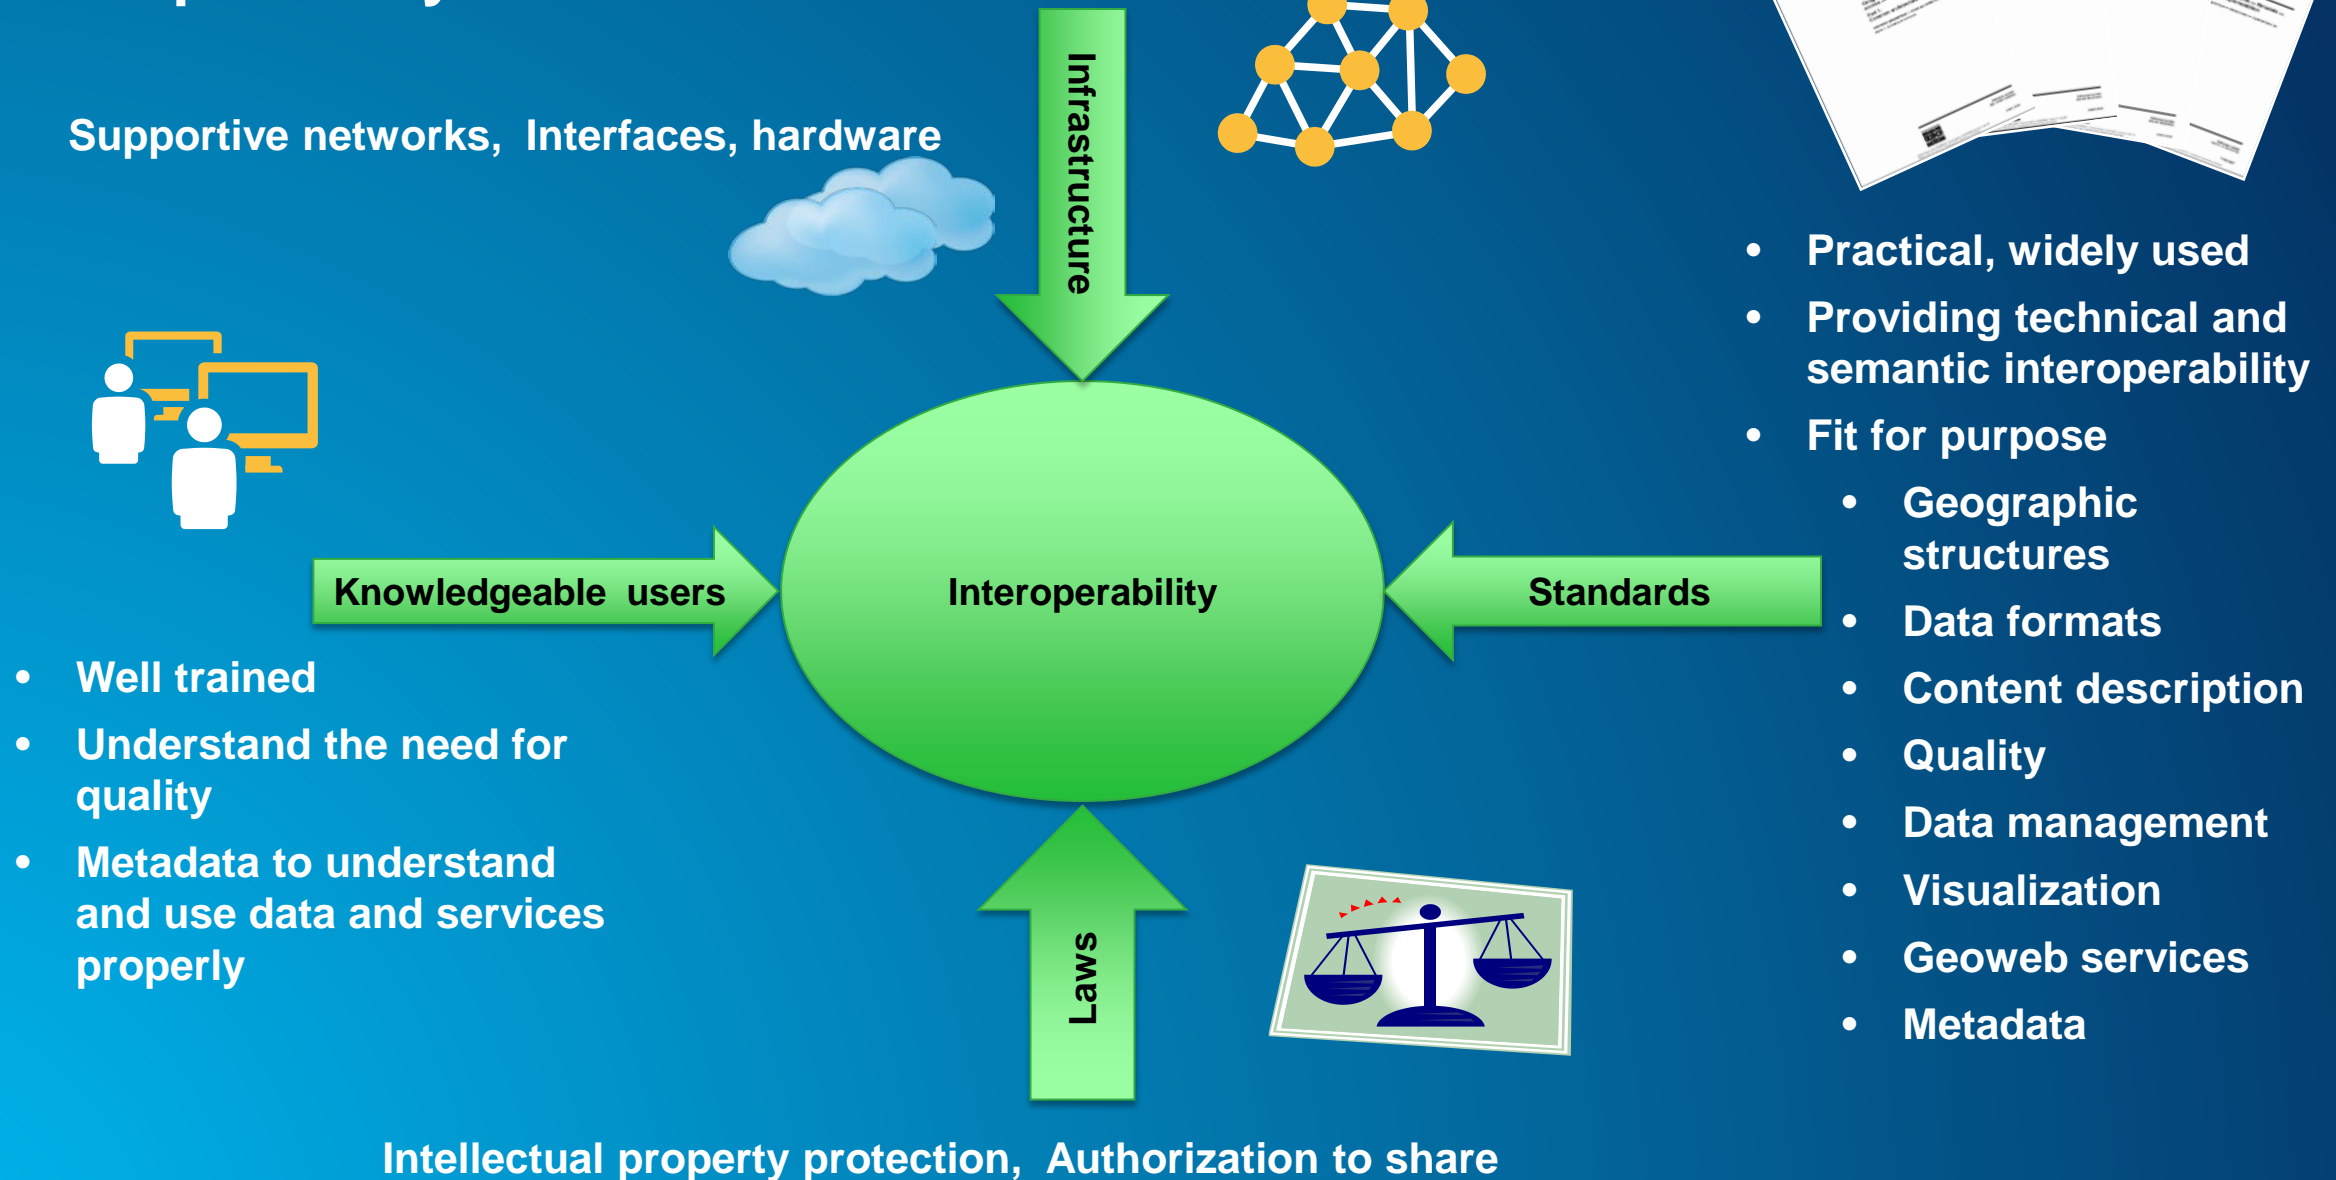 Supportive networks,  Interfaces, hardware
Infrastructure
• Practical, widely used
• Providing technical and
semantic interoperability
• Fit for purpose
• Geographic
structures
• Data formats
• Content description
• Quality
• Data management
• Visualization
• Geoweb services
• Metadata
Knowledgeable  users
Interoperability
Standards
• Well trained
• Understand the need for
quality
• Metadata to understand
and use data and services
properly
Laws
Intellectual property protection,  Authorization to share